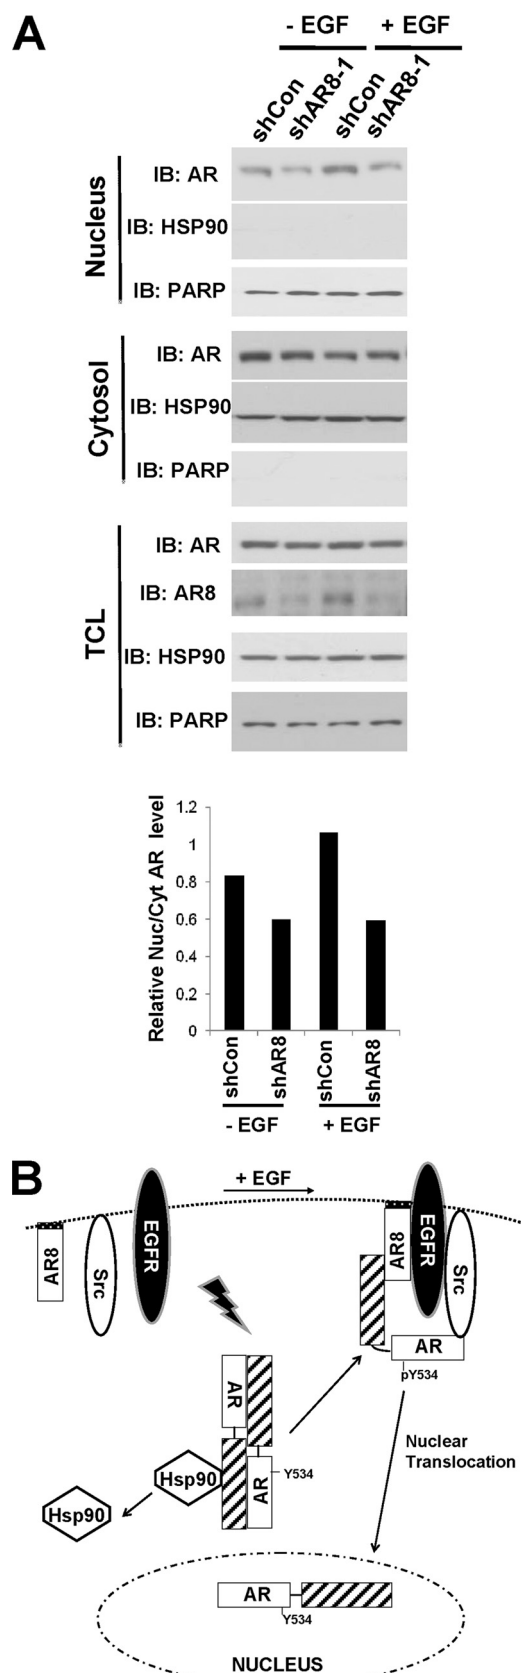 A
- EGF + EGF
shCon shAR8-1 shCon shAR8-1
Nucleus
IB: AR
IB: HSP90
IB: PARP
Cytosol
IB: AR
IB: HSP90
IB: PARP
TCL
IB: AR
IB: AR8
IB: HSP90
IB: PARP
Relative Nuc/Cyt AR level
1.2
1
0.8
0.6
0.4
0.2
0
shCon shAR8 shCon shAR8
- EGF + EGF
B
+ EGF
AR8 Src EGFR
AR8 EGFR Src
AR
pY534
AR
Hsp90
AR
Y534
Hsp90
Nuclear
Translocation
AR
Y534
NUCLEUS